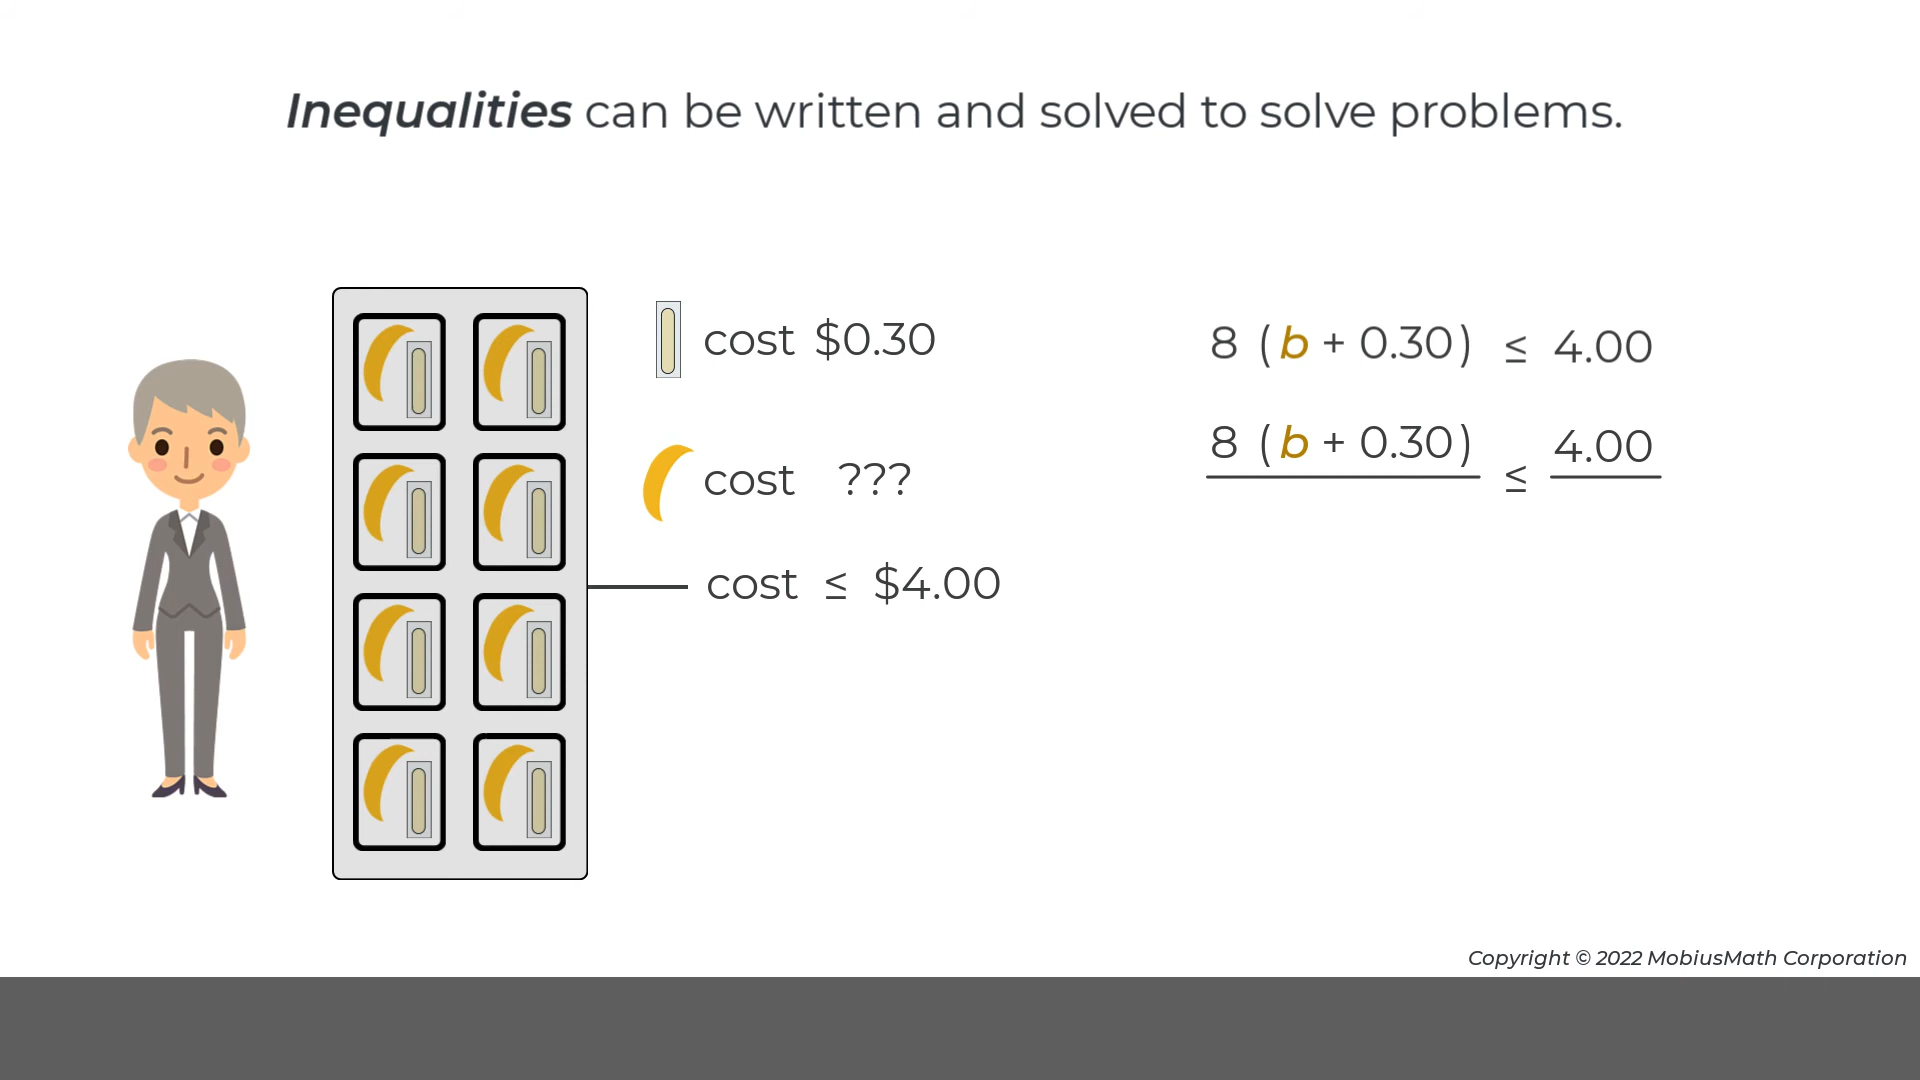 Inequalities can be written and solved to solve problems.
cost $0.30
cost ???
cost ≤ $4.00
8 (b + 0.30) ≤ 4.00
8 (b + 0.30) ≤ 4.00
Copyright © 2022 MobiusMath Corporation